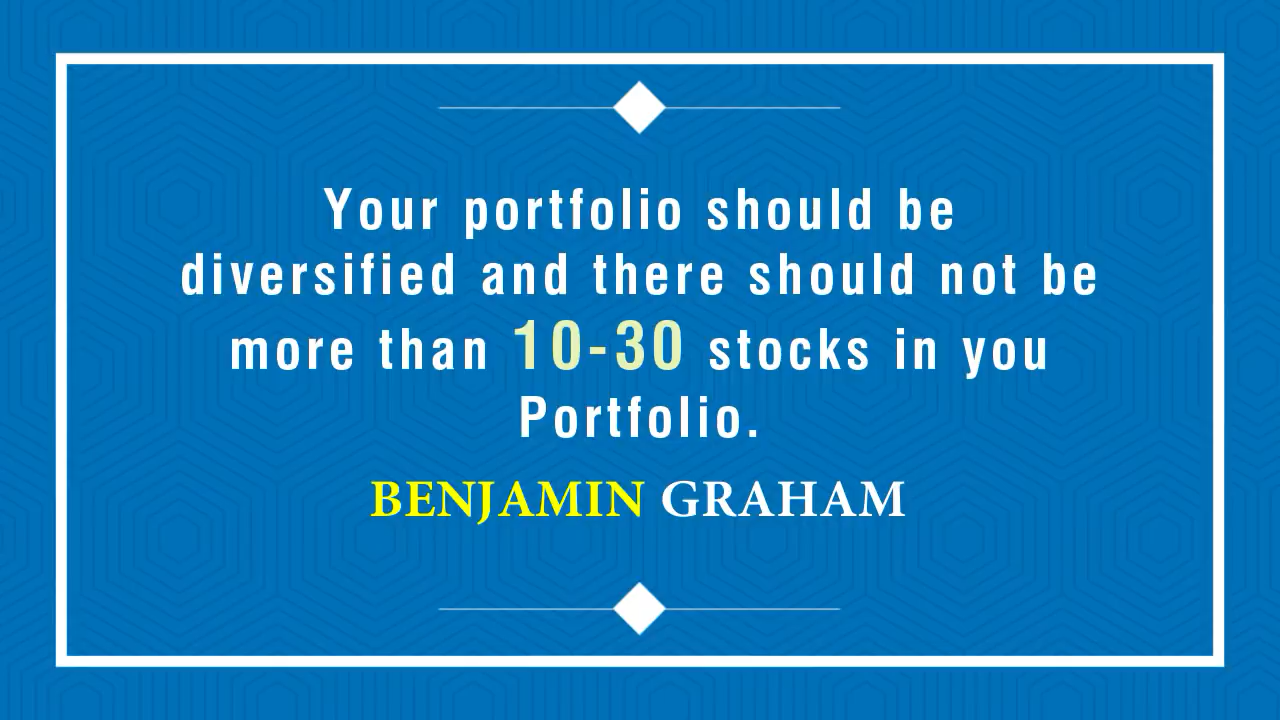 Your portfolio should be
diversified and there should not be
more than 10-30 stocks in you
Portfolio.
BENJAMIN GRAHAM